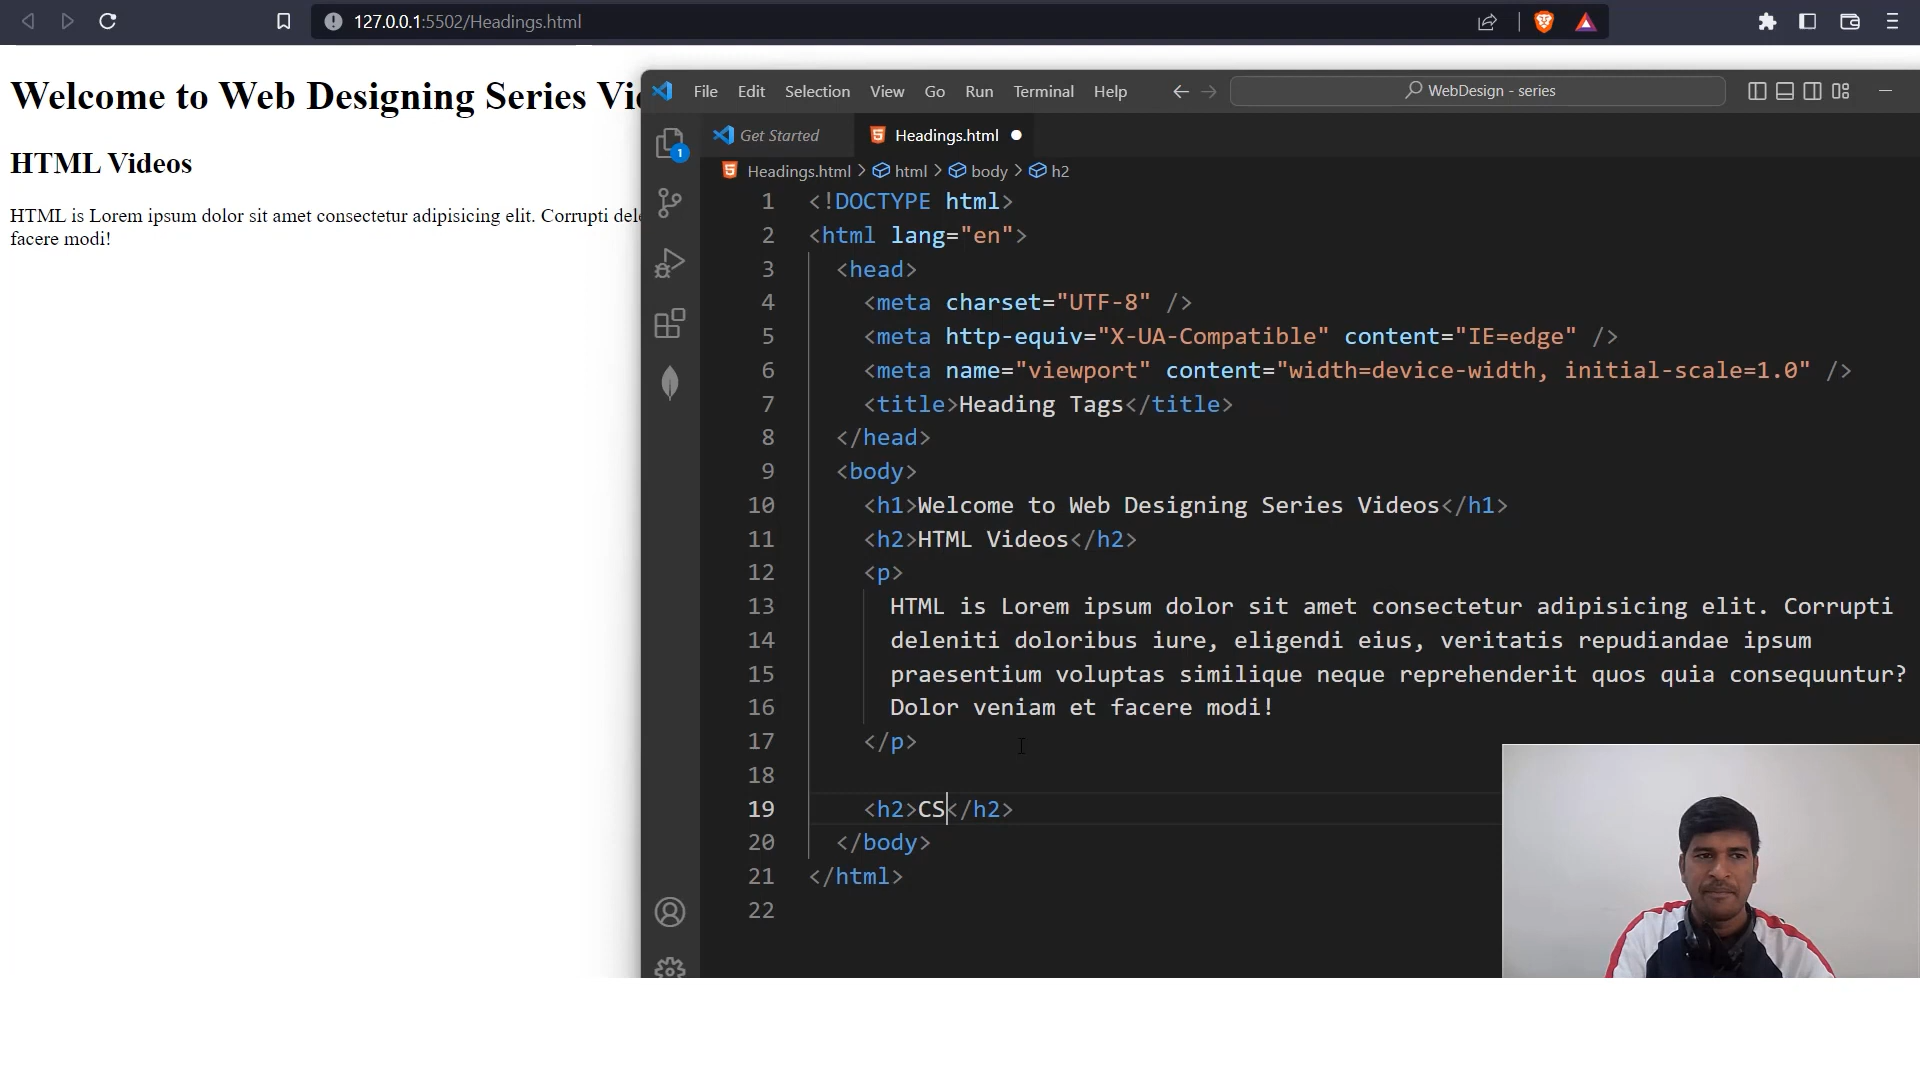 127.0.0.1:5502/Headings.html
Welcome to Web Designing Series Vi
HTML Videos
HTML is Lorem ipsum dolor sit amet consectetur adipisicing elit. Corrupti dele
facere modi!
File Edit Selection View Go Run Terminal Help
WebDesign - series
Get Started
Headings.html
1
Headings.html > html > body > h2
1 <!DOCTYPE html>
2 <html lang="en">
3 <head>
4 <meta charset="UTF-8" />
5 <meta http-equiv="X-UA-Compatible" content="IE=edge" />
6 <meta name="viewport" content="width=device-width, initial-scale=1.0" />
7 <title>Heading Tags</title>
8 </head>
9 <body>
10 <h1>Welcome to Web Designing Series Videos</h1>
11 <h2>HTML Videos</h2>
12 <p>
13 HTML is Lorem ipsum dolor sit amet consectetur adipisicing elit. Corrupti
14 deleniti doloribus iure, eligendi eius, veritatis repudiandae ipsum
15 praesentium voluptas similique neque reprehenderit quos quia consequuntur?
16 Dolor veniam et facere modi!
17 </p>
18
19 <h2>CS</h2>
20 </body>
21 </html>
22